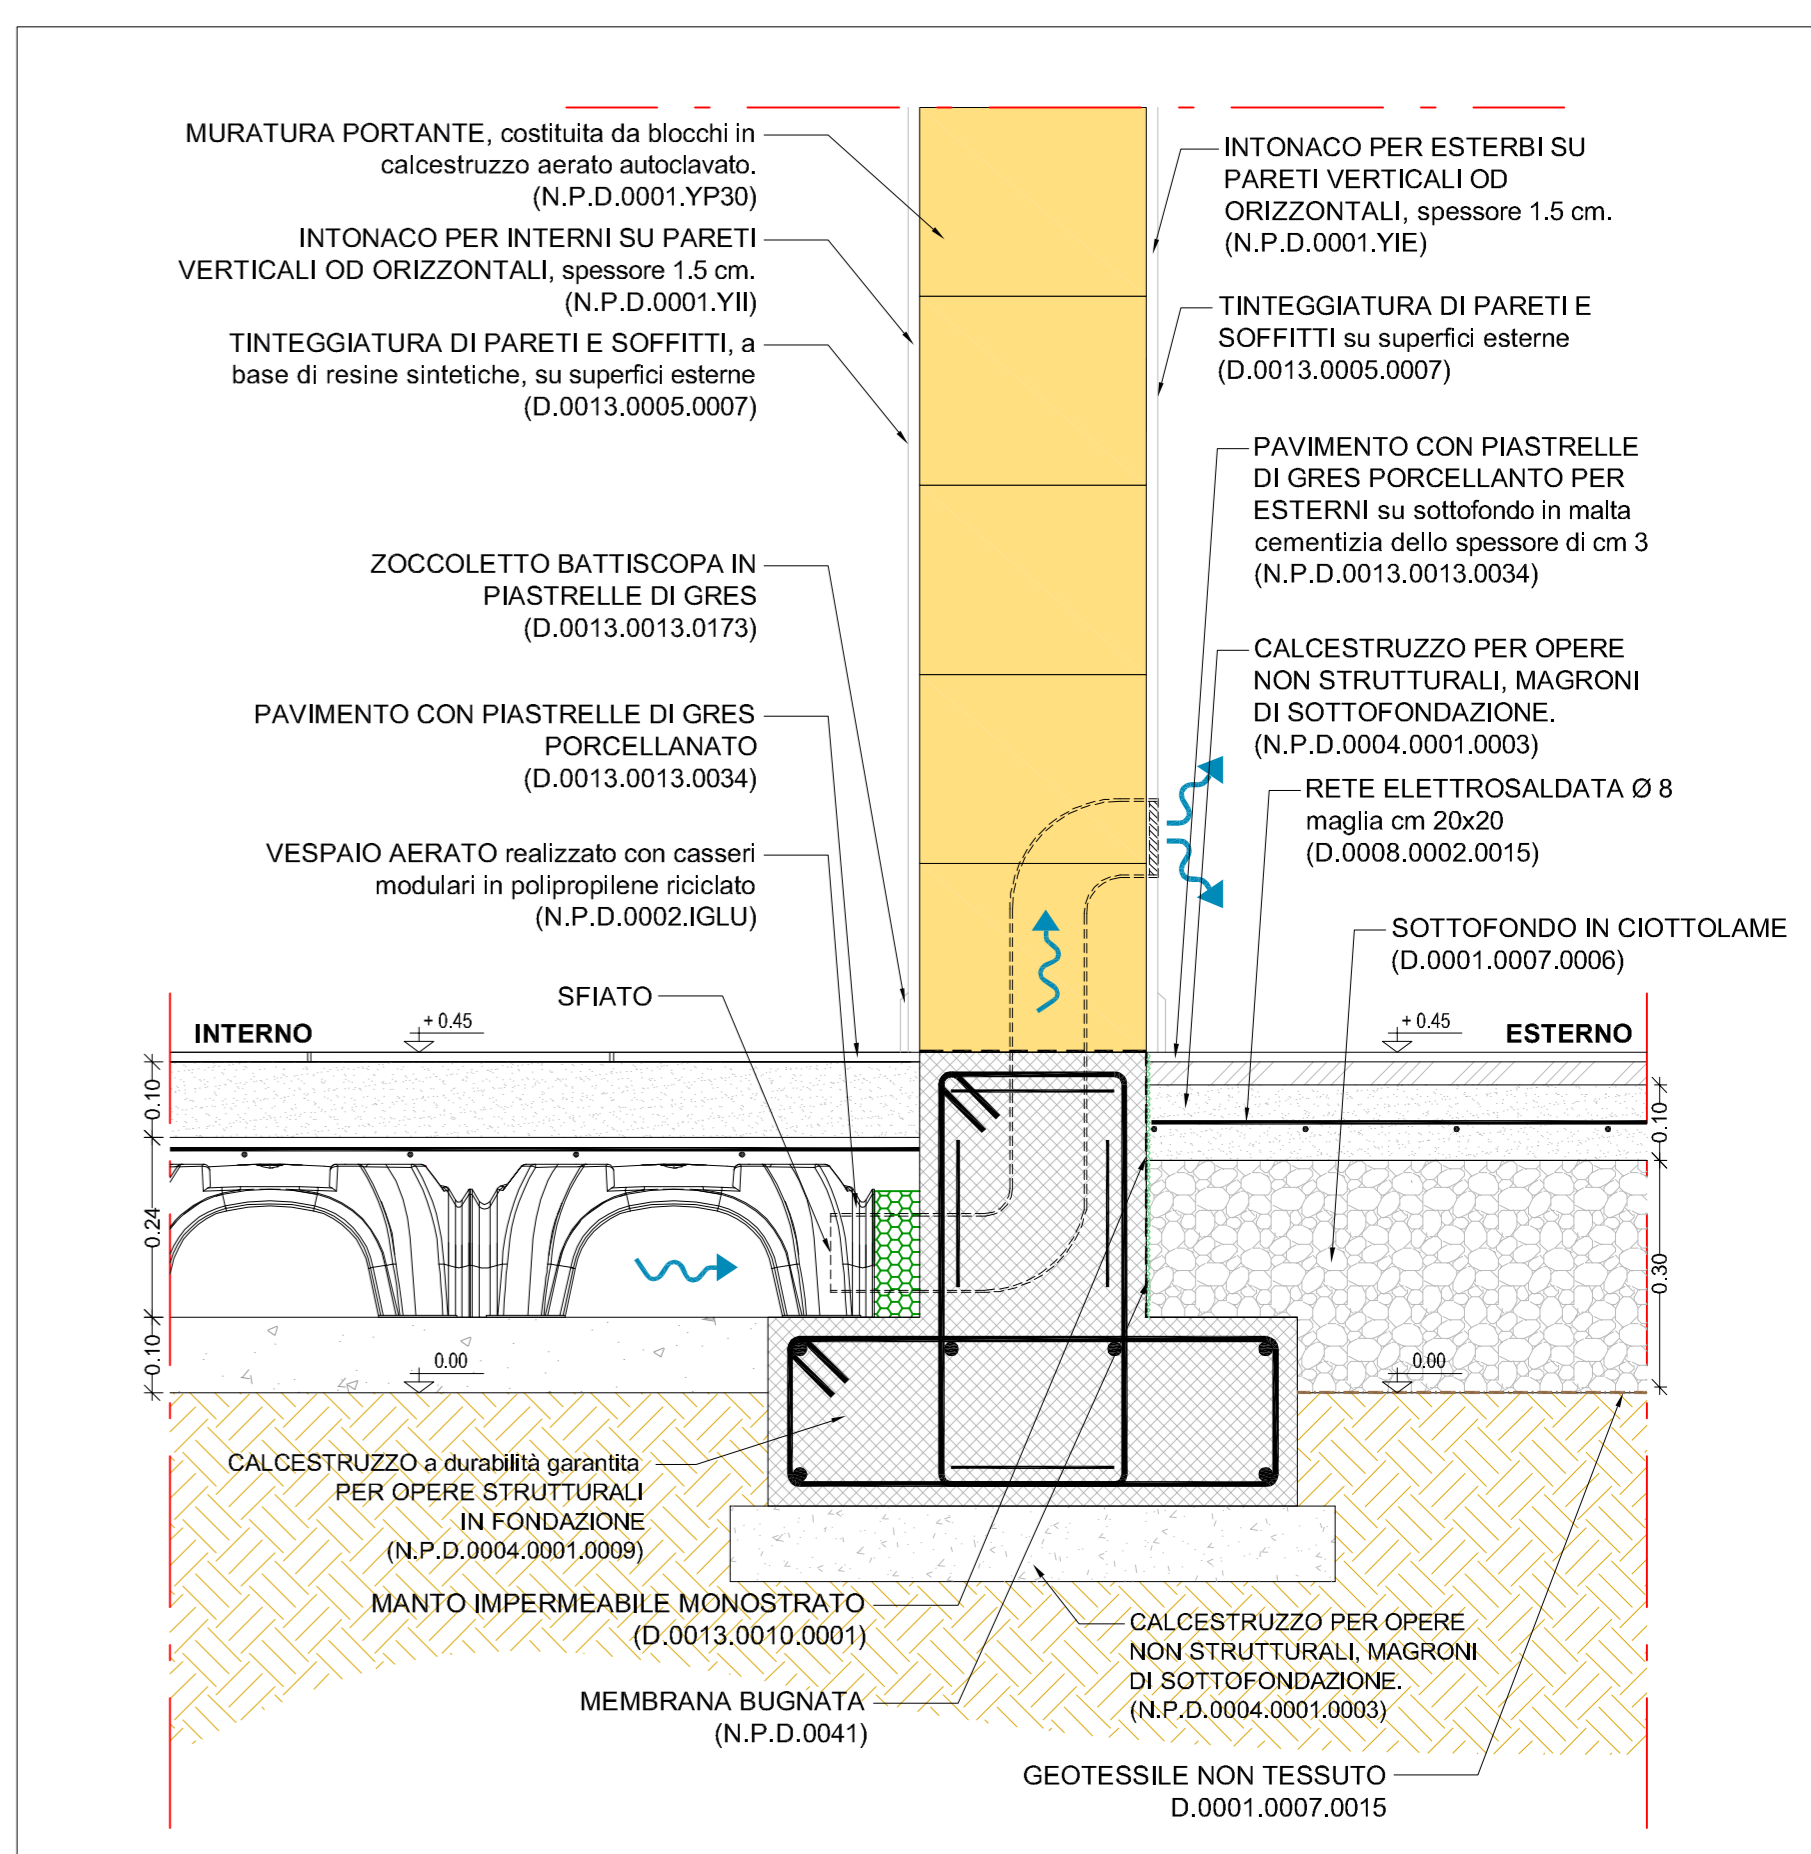 MURATURA PORTANTE, costituita da blocchi in
calcestruzzo aerato autoclavato.
(N.P.D.0001.YP30)
INTONACO PER INTERNI SU PARETI
VERTICALI OD ORIZZONTALI, spessore 1.5 cm.
(N.P.D.0001.YII)
TINTEGGIATURA DI PARETI E SOFFITTI, a
base di resine sintetiche, su superfici esterne
(D.0013.0005.0007)
ZOCCOLETTO BATTISCOPA IN
PIASTRELLE DI GRES
(D.0013.0013.0173)
PAVIMENTO CON PIASTRELLE DI GRES
PORCELLANATO
(D.0013.0013.0034)
VESPAIO AERATO realizzato con casseri
modulari in polipropilene riciclato
(N.P.D.0002.IGLU)
SFIATO
INTONACO PER ESTERBI SU
PARETI VERTICALI OD
ORIZZONTALI, spessore 1.5 cm.
(N.P.D.0001.YIE)
TINTEGGIATURA DI PARETI E
SOFFITTI su superfici esterne
(D.0013.0005.0007)
PAVIMENTO CON PIASTRELLE
DI GRES PORCELLANTO PER
ESTERNI su sottofondo in malta
cementizia dello spessore di cm 3
(N.P.D.0013.0013.0034)
CALCESTRUZZO PER OPERE
NON STRUTTURALI, MAGRONI
DI SOTTOFONDAZIONE.
(N.P.D.0004.0001.0003)
RETE ELETTROSALDATA Ø 8
maglia cm 20x20
(D.0008.0002.0015)
SOTTOFONDO IN CIOTTOLAME
(D.0001.0007.0006)
INTERNO
+ 0.45
+ 0.45
ESTERNO
0.10
0.24
0.10
0.10
0.30
0.00
0.00
CALCESTRUZZO a durabilità garantita
PER OPERE STRUTTURALI
IN FONDAZIONE
(N.P.D.0004.0001.0009)
MANTO IMPERMEABILE MONOSTRATO
(D.0013.0010.0001)
MEMBRANA BUGNATA
(N.P.D.0041)
CALCESTRUZZO PER OPERE
NON STRUTTURALI, MAGRONI
DI SOTTOFONDAZIONE.
(N.P.D.0004.0001.0003)
GEOTESSILE NON TESSUTO
D.0001.0007.0015